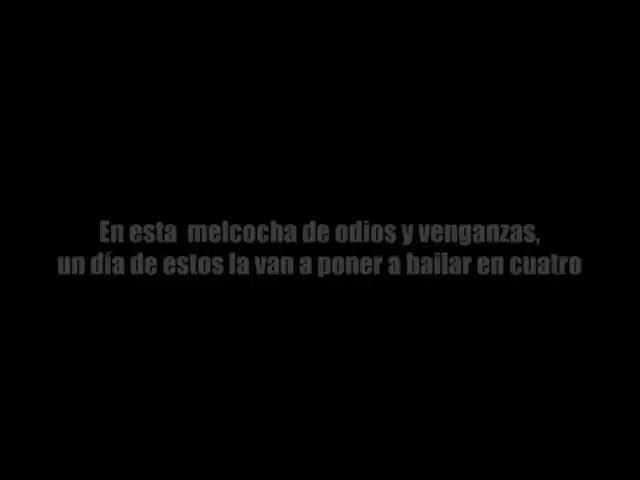 En esta melcocha de odios y venganzas,
un día de estos la van a poner a bailar en cuatro